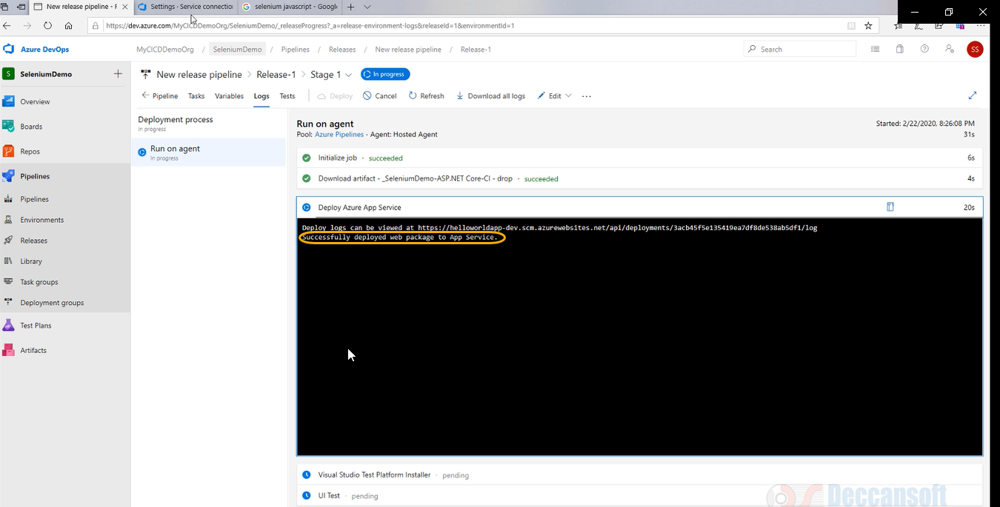 New release pipeline - F
Settings · Service connection
selenium javascript - Google
https://dev.azure.com/MyCICDDemoOrg/SeleniumDemo/_releaseProgress?_a=release-environment-logs&releaseId=1&environmentId=1
Azure DevOps
MyCICDDemoOrg / SeleniumDemo / Pipelines / Releases / New release pipeline / Release-1
Search
SS
S SeleniumDemo
New release pipeline > Release-1 > Stage 1 In progress
Pipeline Tasks Variables Logs Tests Deploy Cancel Refresh Download all logs Edit ...
Overview
Boards
Repos
Pipelines
Pipelines
Environments
Releases
Library
Task groups
Deployment groups
Test Plans
Artifacts
Deployment process
In progress
Run on agent
In progress
Run on agent
Started: 2/22/2020, 8:26:08 PM
Pool: Azure Pipelines · Agent: Hosted Agent
31s
Initialize job · succeeded 6s
Download artifact - _SeleniumDemo-ASP.NET Core-CI - drop · succeeded 4s
Deploy Azure App Service 20s
Deploy logs can be viewed at https://helloworldapp-dev.scm.azurewebsites.net/api/deployments/3acb45f5e135419ea7df8de538ab5df1/log
Successfully deployed web package to App Service.
Visual Studio Test Platform Installer · pending
UI Test · pending
Deccansoft